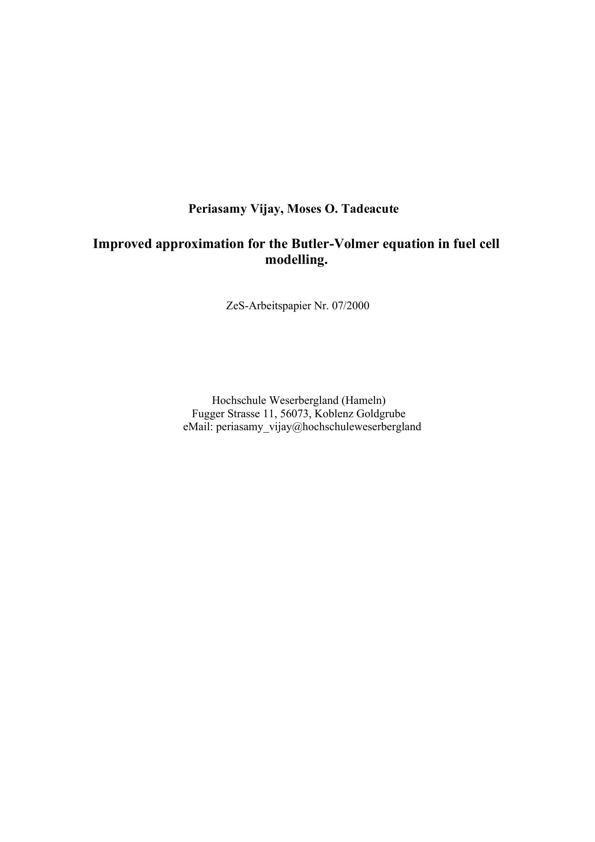 Periasamy Vijay, Moses O. Tadeacute
Improved approximation for the Butler-Volmer equation in fuel cell
modelling.
ZeS-Arbeitspapier Nr. 07/2000
Hochschule Weserbergland (Hameln)
Fugger Strasse 11, 56073, Koblenz Goldgrube
eMail: periasamy_vijay@hochschuleweserbergland